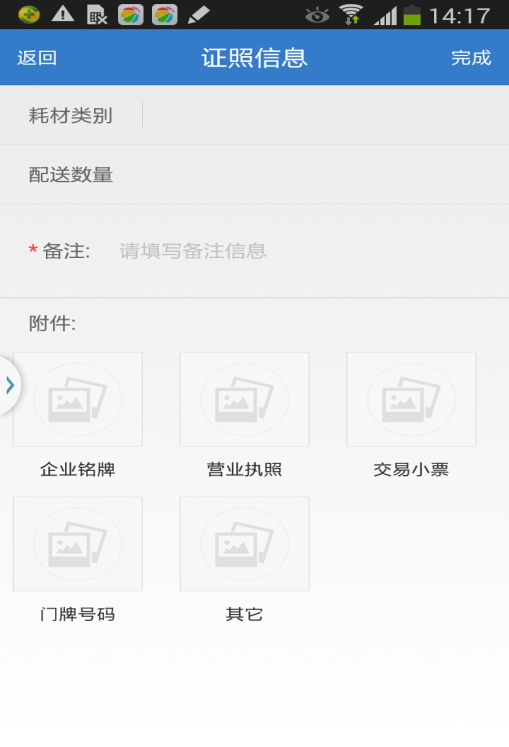 14:17
返回 证照信息 完成
耗材类别
配送数量
* 备注: 请填写备注信息
附件:
企业铭牌 营业执照 交易小票
门牌号码 其它